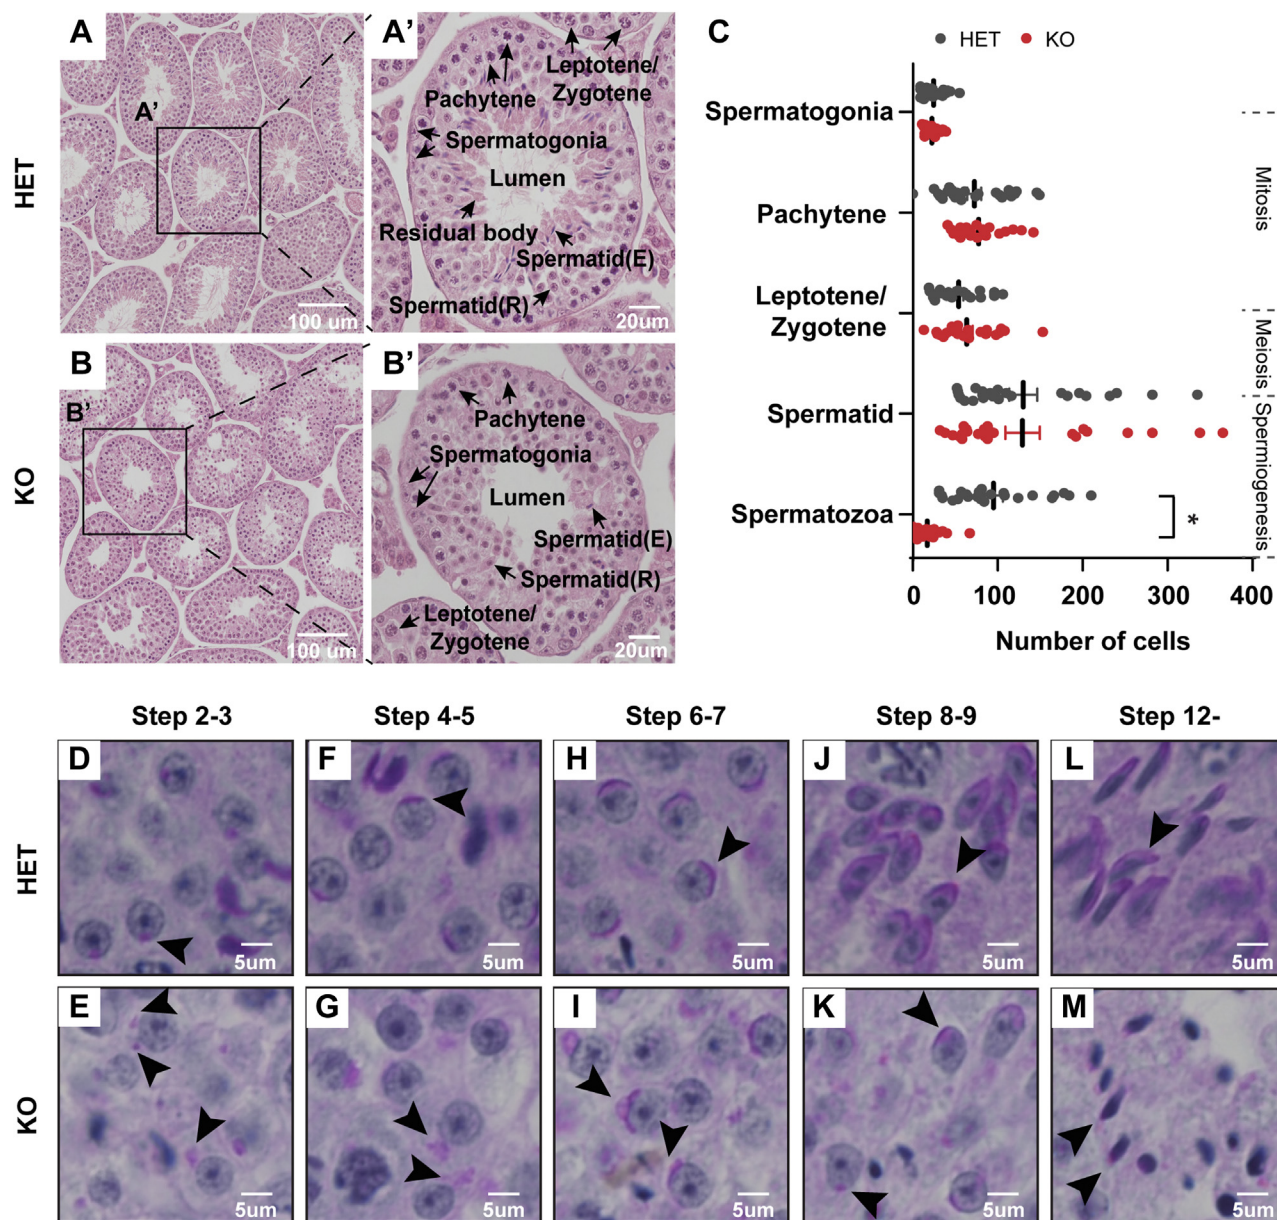 A
A'
HET
100 um
A'
Pachytene
Leptotene/
Zygotene
Spermatogonia
Lumen
Residual body
Spermatid(E)
Spermatid(R)
20um
B
B'
KO
100 um
B'
Pachytene
Spermatogonia
Lumen
Spermatid(E)
Spermatid(R)
Leptotene/
Zygotene
20um
C
HET KO
Spermatogonia
Pachytene
Leptotene/
Zygotene
Spermatid
Spermatozoa
*
Mitosis
Meiosis
Spermiogenesis
0 100 200 300 400
Number of cells
Step 2-3 Step 4-5 Step 6-7 Step 8-9 Step 12-
HET
D
5um
F
5um
H
5um
J
5um
L
5um
KO
E
5um
G
5um
I
5um
K
5um
M
5um